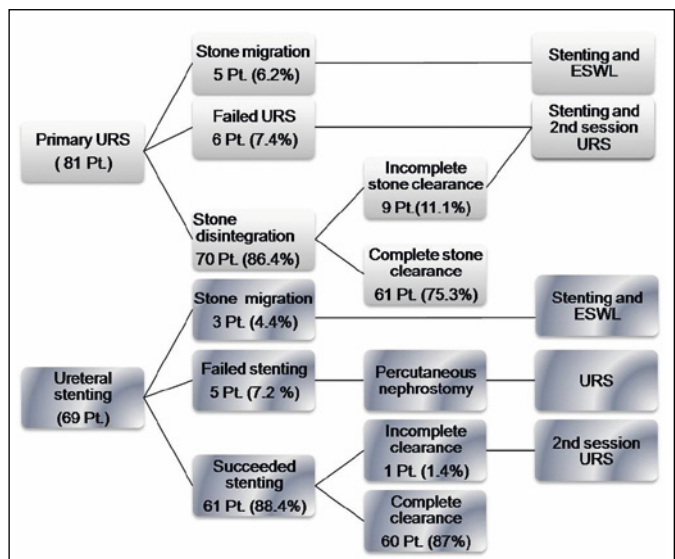 Stone migration
5 Pt. (6.2%)
Stenting and
ESWL
Primary URS
( 81 Pt.)
Failed URS
6 Pt. (7.4%)
Stenting and
2nd session
URS
Incomplete
stone clearance
9 Pt.(11.1%)
Stone
disintegration
70 Pt. (86.4%)
Complete stone
clearance
61 Pt. (75.3%)
Stone migration
3 Pt. (4.4%)
Stenting and
ESWL
Ureteral
stenting
(69 Pt.)
Failed stenting
5 Pt. (7.2 %)
Percutaneous
nephrostomy
URS
Incomplete
clearance
1 Pt. (1.4%)
2nd session
URS
Succeeded
stenting
61 Pt. (88.4%)
Complete
clearance
60 Pt. (87%)